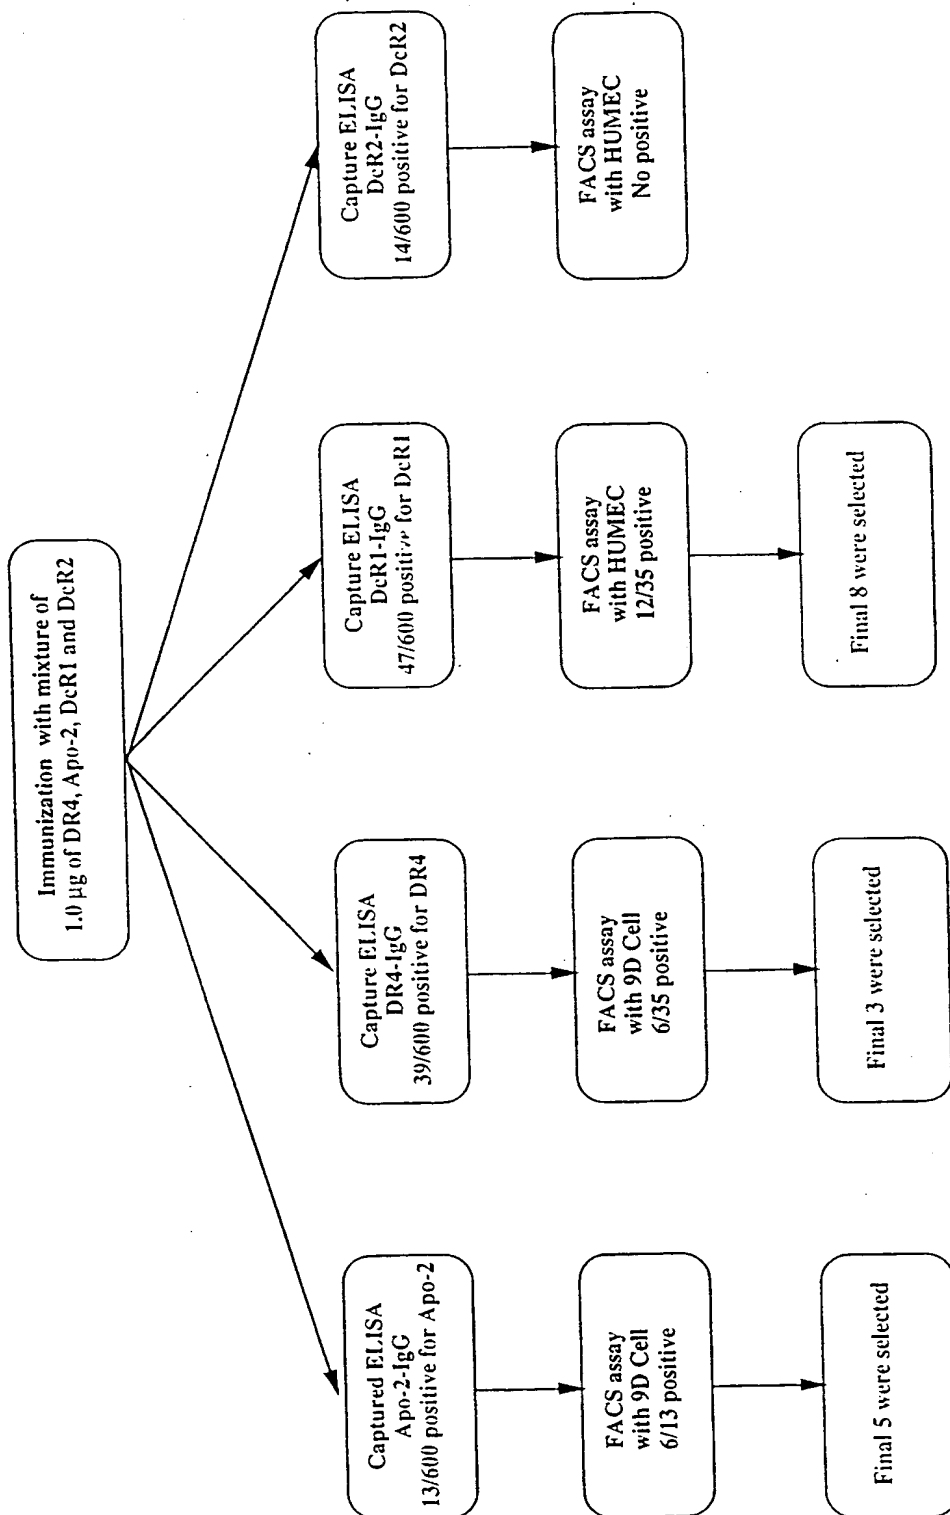 Immunization with mixture of
1.0 µg of DR4, Apo-2, DcR1 and DcR2
Captured ELISA
Apo-2-IgG
13/600 positive for Apo-2
Capture ELISA
DR4-IgG
39/600 positive for DR4
Capture ELISA
DcR1-IgG
47/600 positive for DcR1
Capture ELISA
DcR2-IgG
14/600 positive for DcR2
FACS assay
with 9D Cell
6/13 positive
FACS assay
with 9D Cell
6/35 positive
FACS assay
with HUMEC
12/35 positive
FACS assay
with HUMEC
No positive
Final 5 were selected
Final 3 were selected
Final 8 were selected